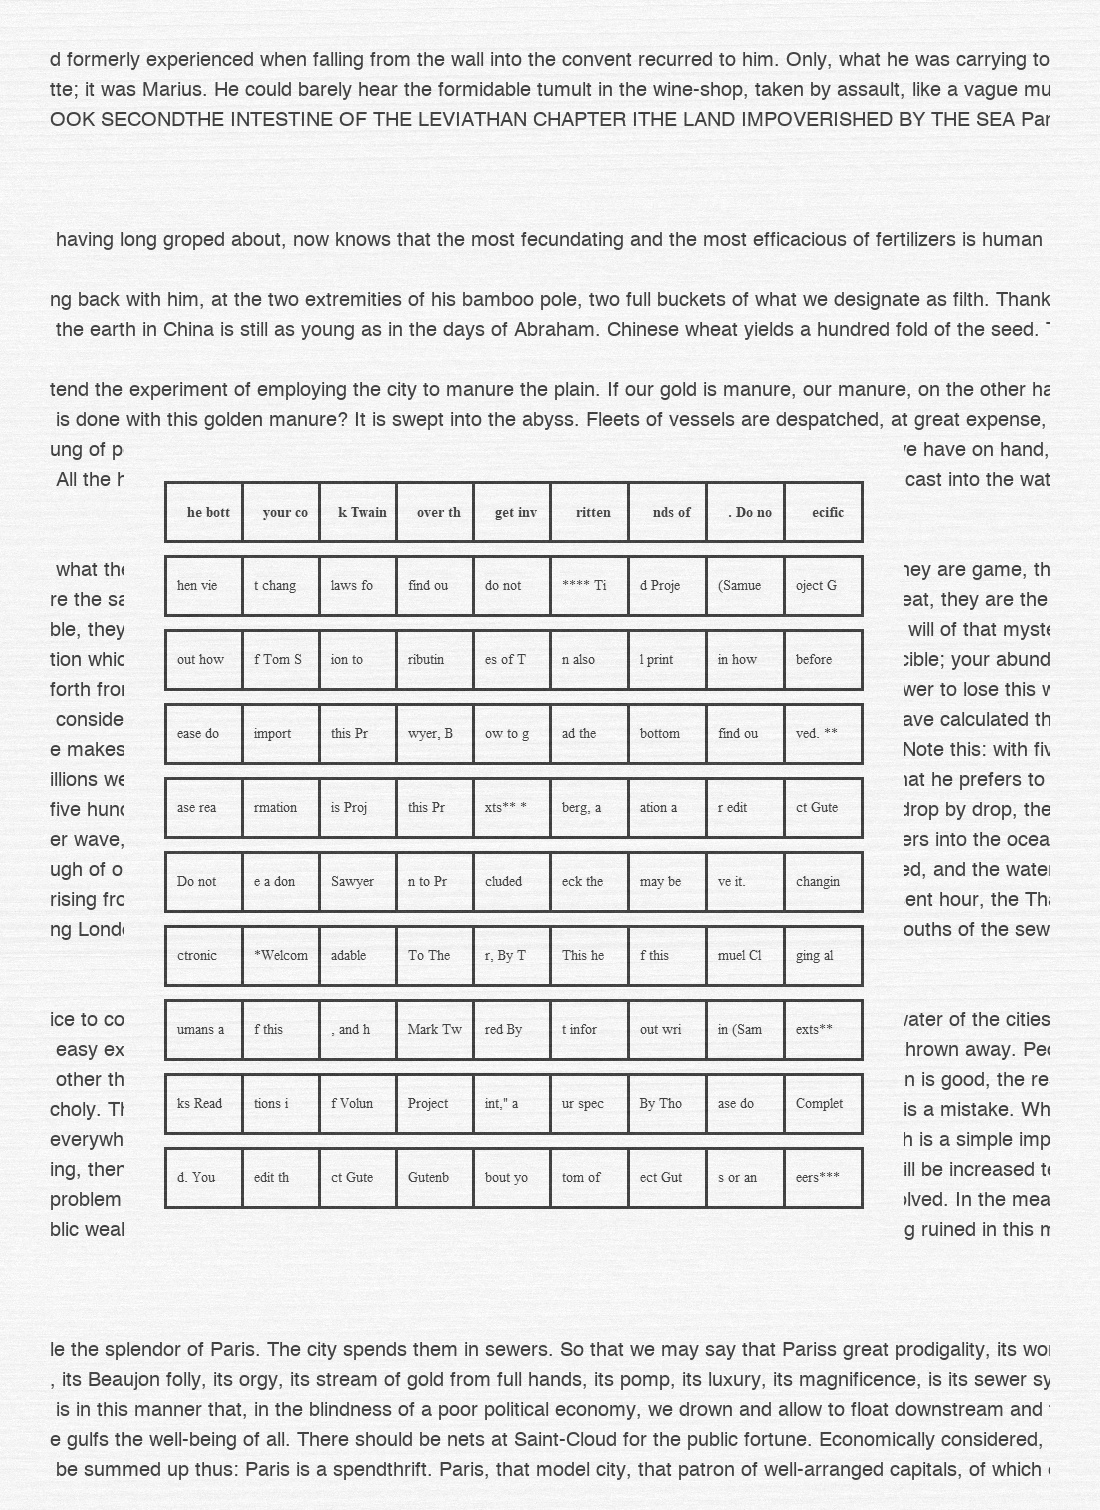 d formerly experienced when falling from the wall into the convent recurred to him. Only, what he was carrying to
tte; it was Marius. He could barely hear the formidable tumult in the wine-shop, taken by assault, like a vague mu
OOK SECONDTHE INTESTINE OF THE LEVIATHAN CHAPTER ITHE LAND IMPOVERISHED BY THE SEA Par
having long groped about, now knows that the most fecundating and the most efficacious of fertilizers is human
ng back with him, at the two extremities of his bamboo pole, two full buckets of what we designate as filth. Thank
the earth in China is still as young as in the days of Abraham. Chinese wheat yields a hundred fold of the seed.
tend the experiment of employing the city to manure the plain. If our gold is manure, our manure, on the other ha
is done with this golden manure? It is swept into the abyss. Fleets of vessels are despatched, at great expense,
ung of p
ve have on hand,
All the h
cast into the wat
he bott your co k Twain over th get inv ritten nds of . Do no ecific
hen vie t chang laws fo find ou do not **** Ti d Proje (Samue oject G
out how f Tom S ion to ributin es of T n also l print in how before
ease do import this Pr wyer, B ow to g ad the bottom find ou ved. **
ase rea rmation is Proj this Pr xts** * berg, a ation a r edit ct Gute
Do not e a don Sawyer n to Pr cluded eck the may be ve it. changin
ctronic *Welcom adable To The r, By T This he f this muel Cl ging al
umans a f this , and h Mark Tw red By t infor out wri in (Sam exts**
ks Read tions i f Volun Project int," a ur spec By Tho ase do Complet
d. You edit th ct Gute Gutenb bout yo tom of ect Gut s or an eers***
what the
hey are game, th
re the sa
eat, they are the
ble, they
will of that myste
tion whic
cible; your abund
forth from
wer to lose this w
conside
ave calculated th
e makes
Note this: with fiv
illions we
hat he prefers to
five hund
drop by drop, the
er wave,
ers into the ocea
ugh of o
ed, and the water
rising fro
ent hour, the Tha
ng Londo
ouths of the sew
ice to co
water of the cities
easy ex
hrown away. Peo
other th
n is good, the re
choly. Th
is a mistake. Wh
everywh
h is a simple imp
ing, then
ill be increased te
problem
olved. In the mea
blic weal
g ruined in this m
le the splendor of Paris. The city spends them in sewers. So that we may say that Pariss great prodigality, its wor
, its Beaujon folly, its orgy, its stream of gold from full hands, its pomp, its luxury, its magnificence, is its sewer sy
is in this manner that, in the blindness of a poor political economy, we drown and allow to float downstream and
e gulfs the well-being of all. There should be nets at Saint-Cloud for the public fortune. Economically considered,
be summed up thus: Paris is a spendthrift. Paris, that model city, that patron of well-arranged capitals, of which